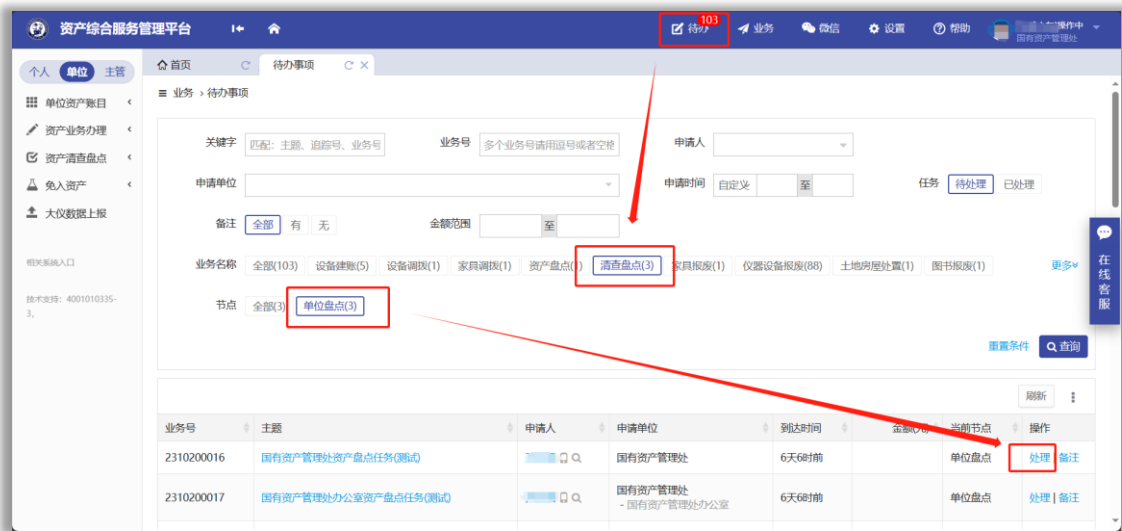 资产综合服务管理平台 待办 103 业务 微信 设置 帮助 操作中
国有资产管理处
个人 单位 主管 首页 待办事项
业务 › 待办事项
单位资产账目
资产业务办理
资产清查盘点
免入资产
大仪数据上报
相关系统入口
技术支持：4001010335-
3、
关键字 匹配：主题、追踪号、业务号 业务号 多个业务号请用逗号或者空格 申请人
申请单位 申请时间 自定义 至 任务 待处理 已处理
备注 全部 有 无 金额范围 至
业务名称 全部(103) 设备建账(5) 设备调拨(1) 家具调拨(1) 资产盘点(1) 清查盘点(3) 家具报废(1) 仪器设备报废(88) 土地房屋处置(1) 图书报废(1) 更多
节点 全部(3) 单位盘点(3)
重置条件 查询
在线客服
刷新
业务号 主题 申请人 申请单位 到达时间 金额(元) 当前节点 操作
2310200016 国有资产管理处资产盘点任务(测试) 国有资产管理处 6天6时前 单位盘点 处理 | 备注
2310200017 国有资产管理处办公室资产盘点任务(测试) 国有资产管理处 6天6时前 单位盘点 处理 | 备注
- 国有资产管理处办公室